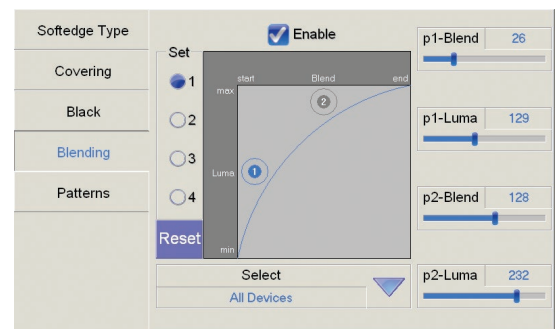 Softedge Type
Covering
Black
Blending
Patterns
Enable
Set
1
2
3
4
Reset
start Blend end
max
Luma
min
2
1
Select
All Devices
p1-Blend 26
p1-Luma 129
p2-Blend 128
p2-Luma 232